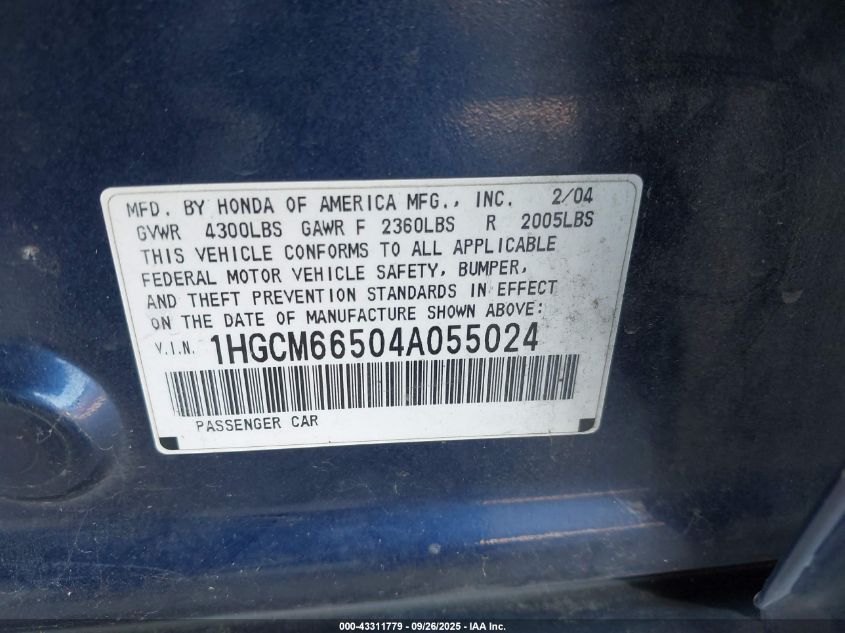 MFD. BY HONDA OF AMERICA MFG., INC. 2/04
GVWR 4300LBS GAWR F 2360LBS R 2005LBS
THIS VEHICLE CONFORMS TO ALL APPLICABLE
FEDERAL MOTOR VEHICLE SAFETY, BUMPER,
AND THEFT PREVENTION STANDARDS IN EFFECT
ON THE DATE OF MANUFACTURE SHOWN ABOVE:
V.I.N. 1HGCM66504A055024
PASSENGER CAR
000-43311779 - 09/26/2025 - IAA Inc.